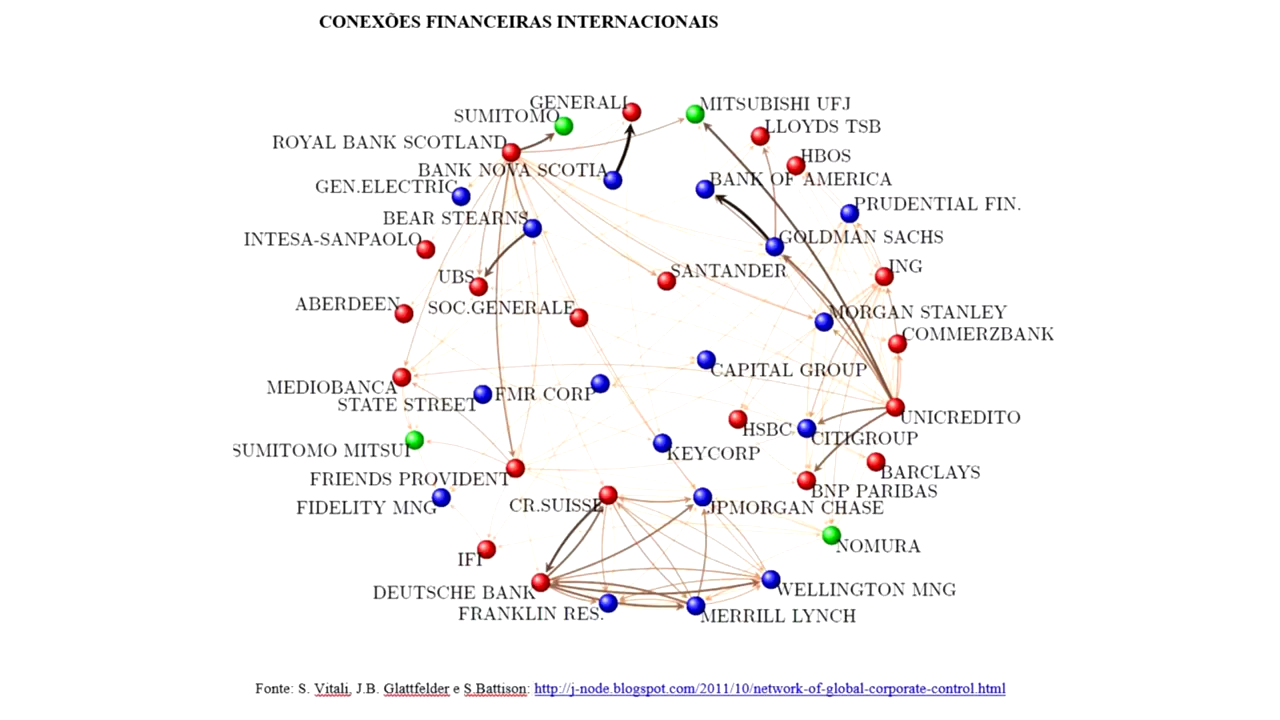 CONEXÕES FINANCEIRAS INTERNACIONAIS
GENERALI
MITSUBISHI UFJ
SUMITOMO
LLOYDS TSB
ROYAL BANK SCOTLAND
HBOS
BANK NOVA SCOTIA
BANK OF AMERICA
GEN.ELECTRIC
PRUDENTIAL FIN.
BEAR STEARNS
GOLDMAN SACHS
INTESA-SANPAOLO
ING
SANTANDER
UBS
ABERDEEN
SOC.GENERALE
MORGAN STANLEY
COMMERZBANK
CAPITAL GROUP
MEDIOBANCA
FMR CORP
STATE STREET
UNICREDITO
HSBC
CITIGROUP
SUMITOMO MITSUI
KEYCORP
BARCLAYS
FRIENDS PROVIDENT
BNP PARIBAS
FIDELITY MNG
CR.SUISSE
JPMORGAN CHASE
NOMURA
IFI
DEUTSCHE BANK
WELLINGTON MNG
FRANKLIN RES.
MERRILL LYNCH
Fonte: S. Vitali, J.B. Glattfelder e S.Battison: http://j-node.blogspot.com/2011/10/network-of-global-corporate-control.html